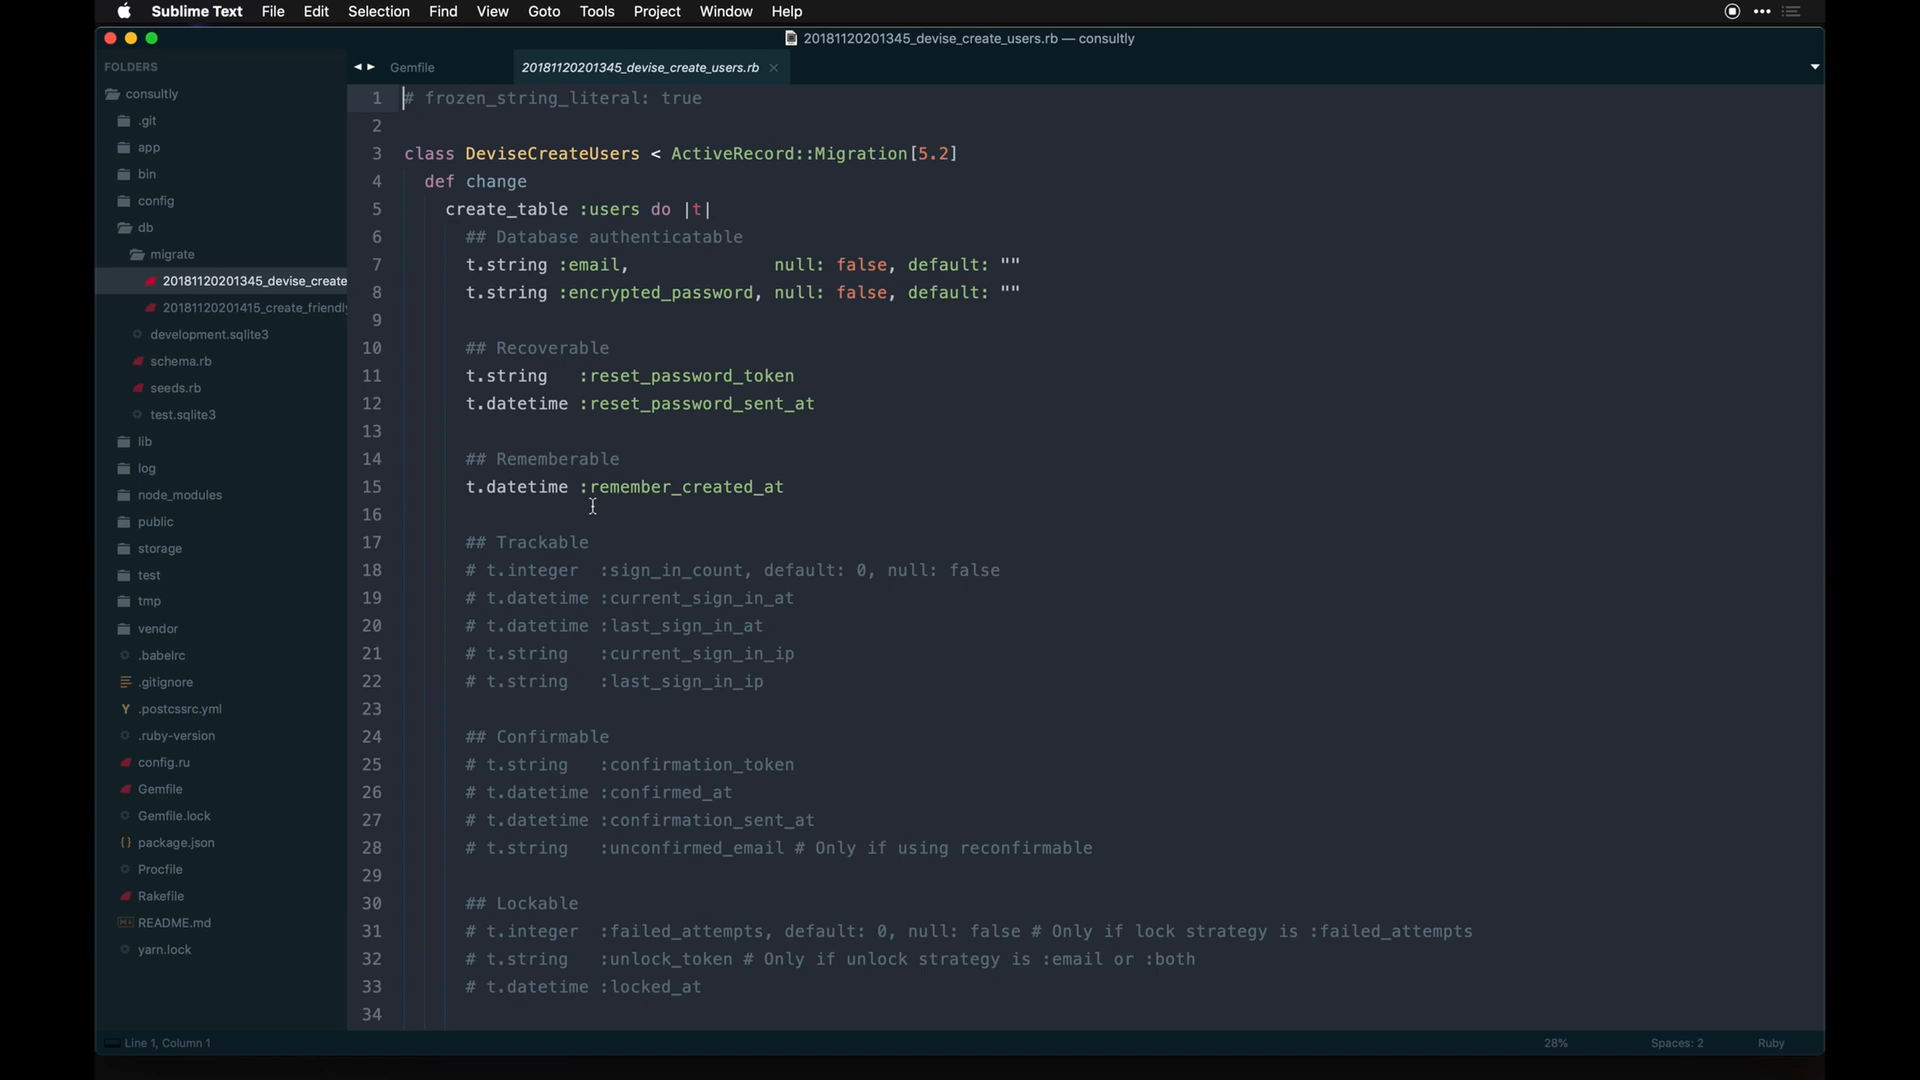 Sublime Text File Edit Selection Find View Goto Tools Project Window Help
20181120201345_devise_create_users.rb — consultly
FOLDERS
consultly
.git
app
bin
config
db
migrate
20181120201345_devise_create
20181120201415_create_friendly
development.sqlite3
schema.rb
seeds.rb
test.sqlite3
lib
log
node_modules
public
storage
test
tmp
vendor
.babelrc
.gitignore
.postcssrc.yml
.ruby-version
config.ru
Gemfile
Gemfile.lock
package.json
Procfile
Rakefile
README.md
yarn.lock
Gemfile 20181120201345_devise_create_users.rb
1 # frozen_string_literal: true
2
3 class DeviseCreateUsers < ActiveRecord::Migration[5.2]
4 def change
5 create_table :users do |t|
6 ## Database authenticatable
7 t.string :email, null: false, default: ""
8 t.string :encrypted_password, null: false, default: ""
9
10 ## Recoverable
11 t.string :reset_password_token
12 t.datetime :reset_password_sent_at
13
14 ## Rememberable
15 t.datetime :remember_created_at
16
17 ## Trackable
18 # t.integer :sign_in_count, default: 0, null: false
19 # t.datetime :current_sign_in_at
20 # t.datetime :last_sign_in_at
21 # t.string :current_sign_in_ip
22 # t.string :last_sign_in_ip
23
24 ## Confirmable
25 # t.string :confirmation_token
26 # t.datetime :confirmed_at
27 # t.datetime :confirmation_sent_at
28 # t.string :unconfirmed_email # Only if using reconfirmable
29
30 ## Lockable
31 # t.integer :failed_attempts, default: 0, null: false # Only if lock strategy is :failed_attempts
32 # t.string :unlock_token # Only if unlock strategy is :email or :both
33 # t.datetime :locked_at
34
Line 1, Column 1 28% Spaces: 2 Ruby